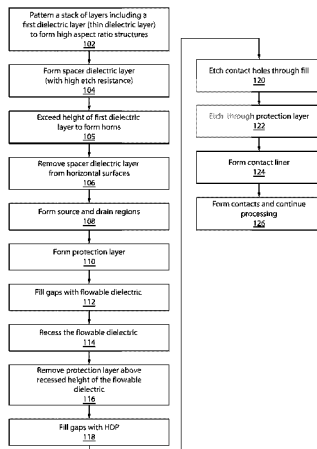 Pattern a stack of layers including a
first dielectric layer (thin dielectric layer)
to form high aspect ratio structures
102
Form spacer dielectric layer
(with high etch resistance)
104
Exceed height of first dielectric
layer to form horns
105
Remove spacer dielectric layer
from horizontal surfaces
106
Form source and drain regions
108
Form protection layer
110
Fill gaps with flowable dielectric
112
Recess the flowable dielectric
114
Remove protection layer above
recessed height of the flowable
dielectric
116
Fill gaps with HDP
118
Etch contact holes through fill
120
Etch through protection layer
122
Form contact liner
124
Form contacts and continue
processing
126